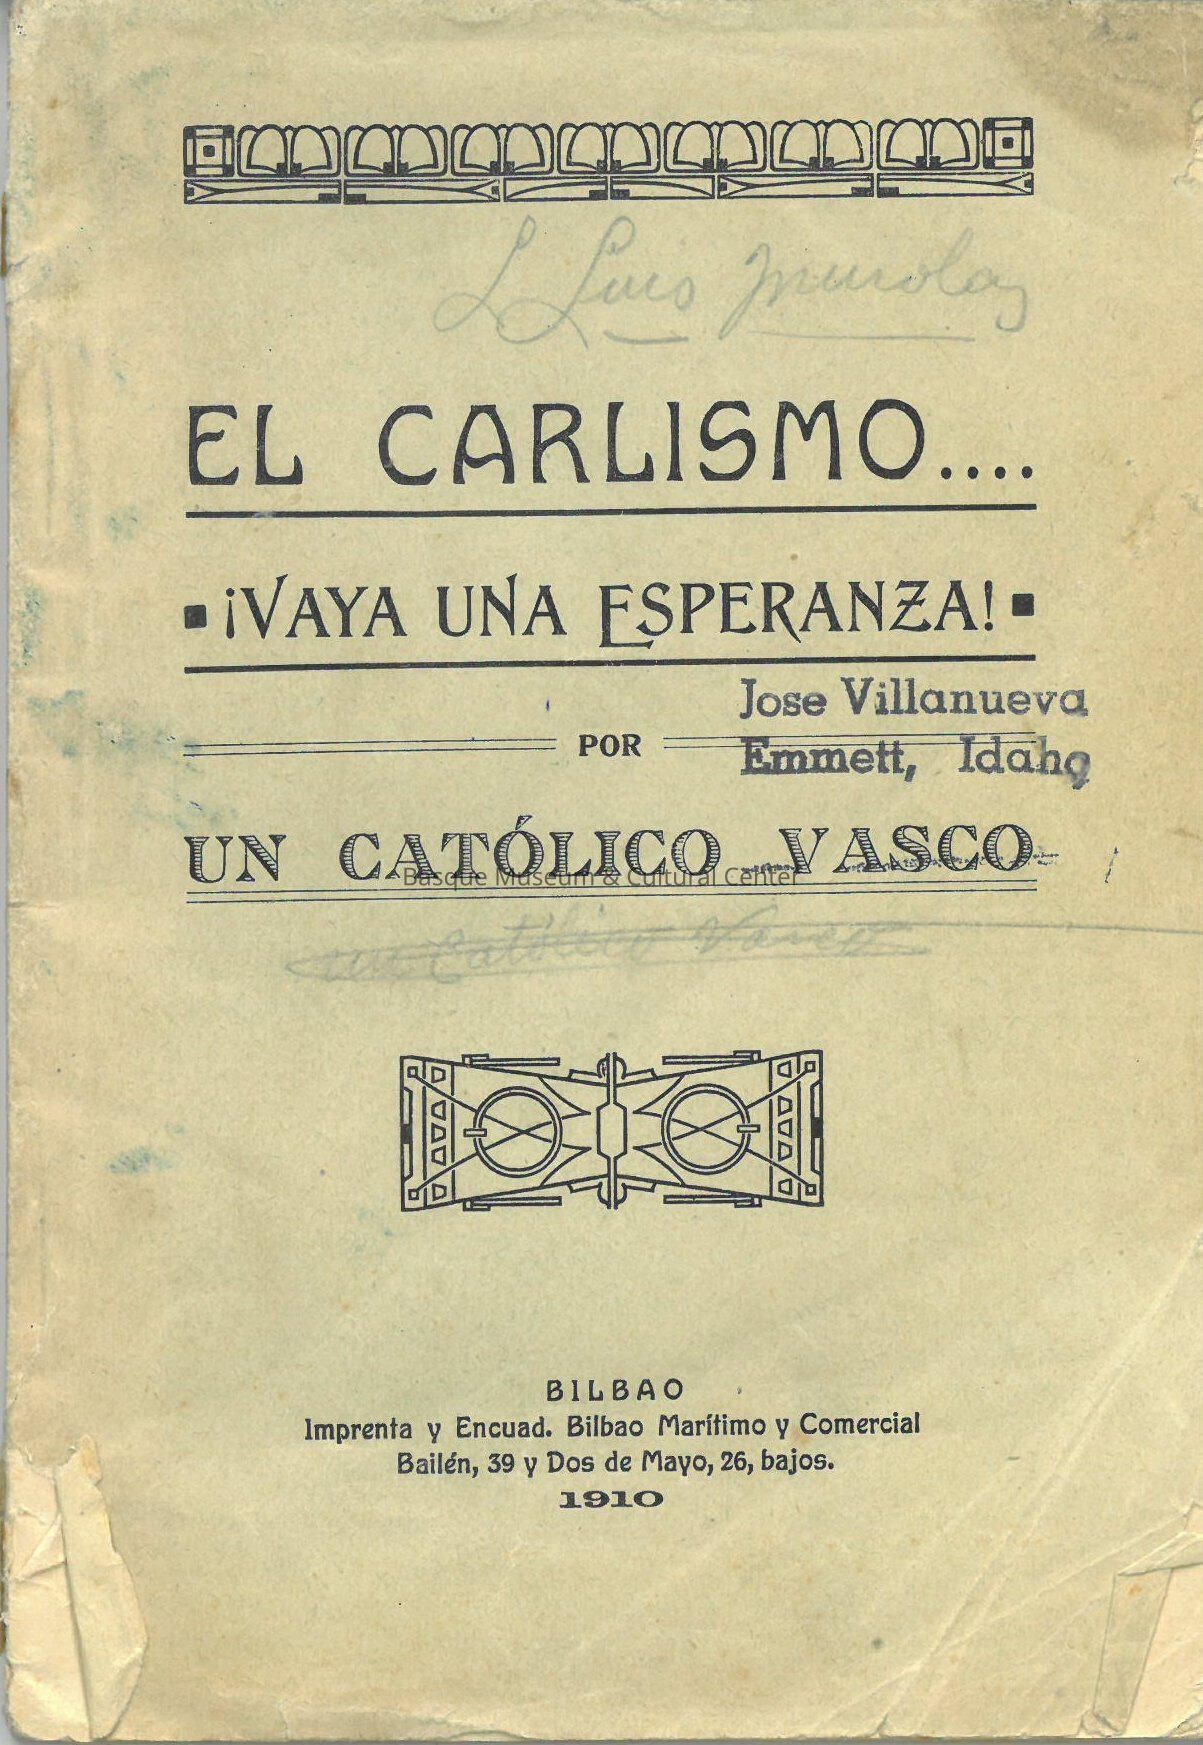 Luis
EL CARLISMO....
¡VAYA UNA ESPERANZA!
Jose Villanueva
POR
Emmett, Idaho
UN CATÓLICO VASCO
Basque Museum & Cultural Center
un Católico Vasco
BILBAO
Imprenta y Encuad. Bilbao Marítimo y Comercial
Bailén, 39 y Dos de Mayo, 26, bajos.
1910